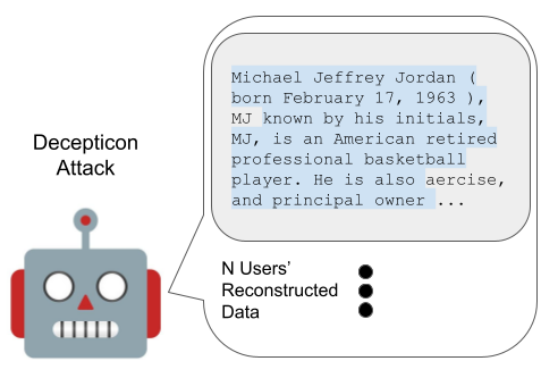 Decepticon
Attack
Michael Jeffrey Jordan (
born February 17, 1963 ),
MJ known by his initials,
MJ, is an American retired
professional basketball
player. He is also aercise,
and principal owner ...
N Users’
Reconstructed
Data